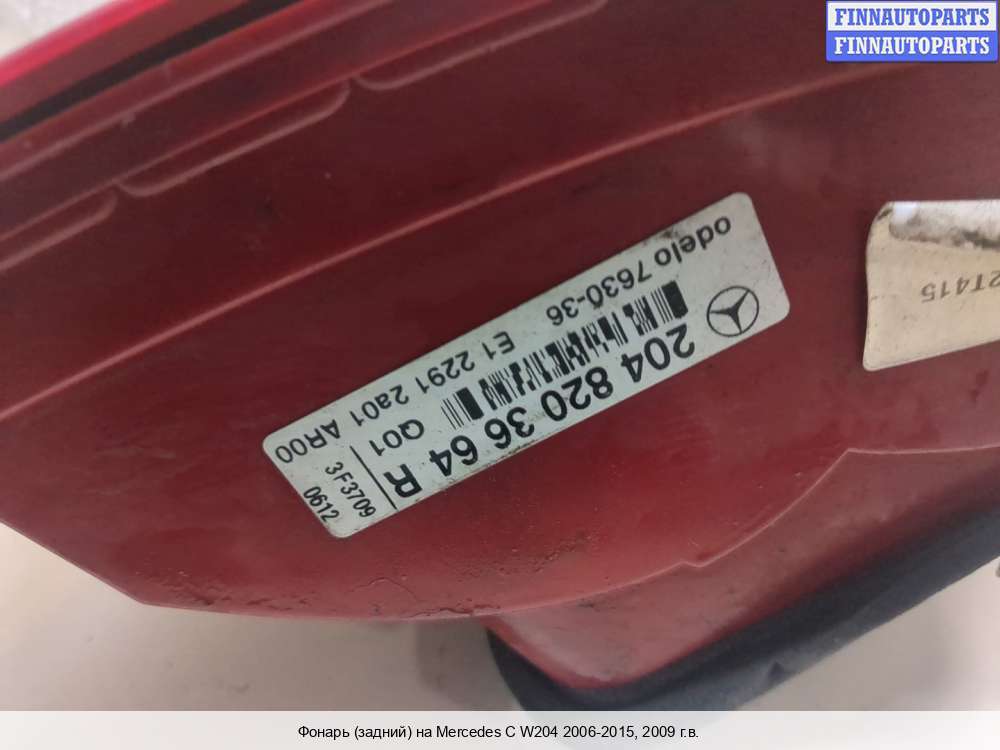 FINNAUTOPARTS
FINNAUTOPARTS
odelo 7630-36
E1 2291 2a01 AR00
Q01
204 820 36 64 R
3F3709
0612
2T415
Фонарь (задний) на Mercedes C W204 2006-2015, 2009 г.в.